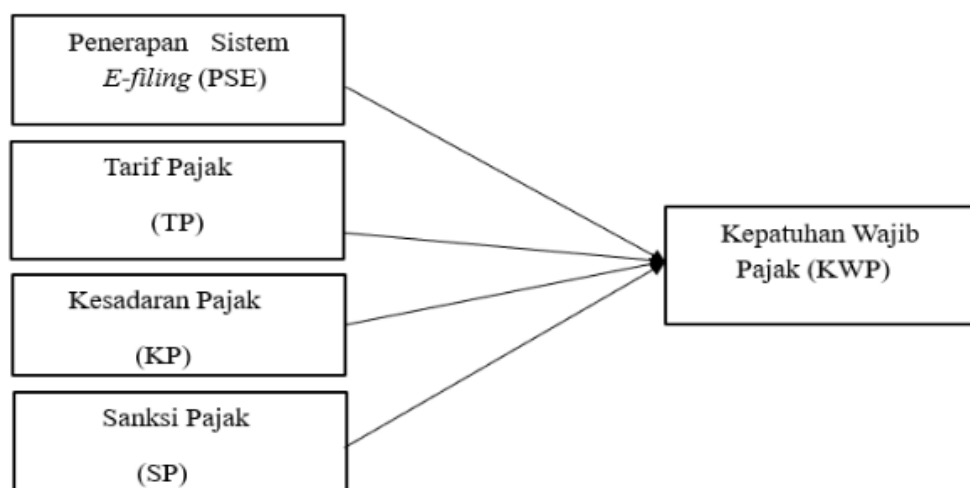 Penerapan Sistem
E-filing (PSE)
Tarif Pajak
(TP)
Kesadaran Pajak
(KP)
Sanksi Pajak
(SP)
Kepatuhan Wajib
Pajak (KWP)